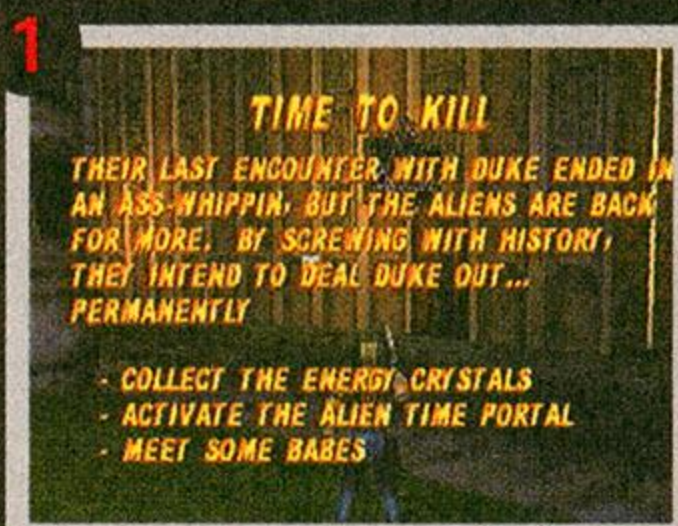 1
TIME TO KILL
THEIR LAST ENCOUNTER WITH DUKE ENDED IN
AN ASS-WHIPPIN, BUT THE ALIENS ARE BACK
FOR MORE. BY SCREWING WITH HISTORY,
THEY INTEND TO DEAL DUKE OUT...
PERMANENTLY
- COLLECT THE ENERGY CRYSTALS
- ACTIVATE THE ALIEN TIME PORTAL
- MEET SOME BABES